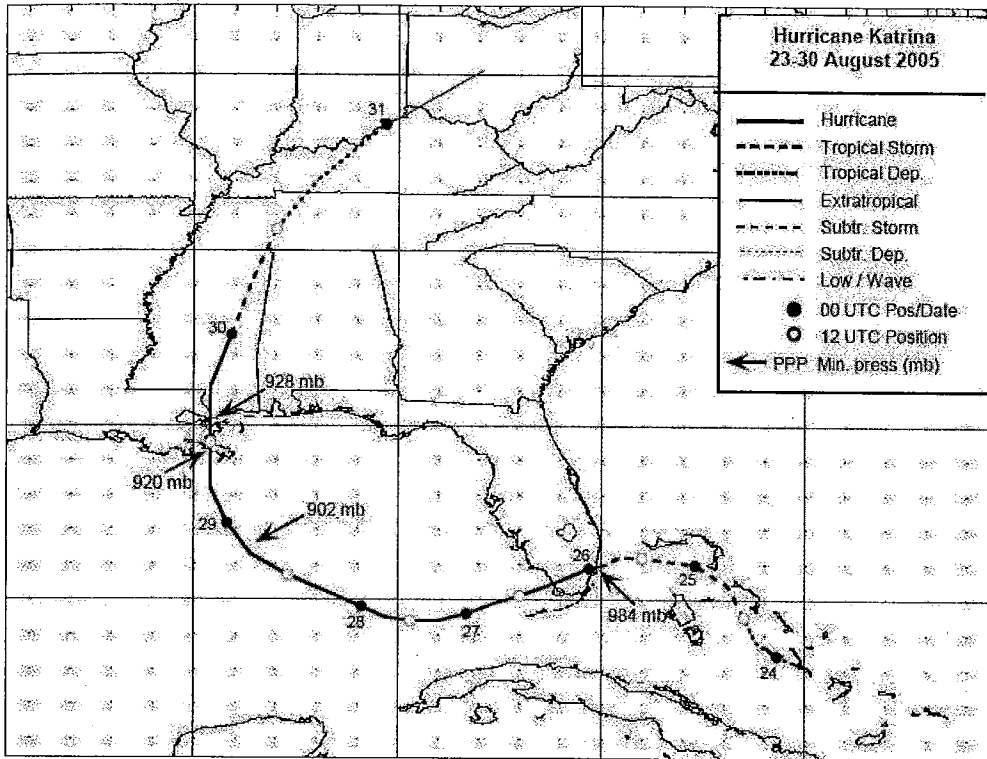 Hurricane Katrina
23-30 August 2005
Hurricane
Tropical Storm
Tropical Dep.
Extratropical
Subtr. Storm
Subtr. Dep.
Low / Wave
00 UTC Pos/Date
12 UTC Position
PPP Min. press (mb)
31
30
928 mb
920 mb
29
902 mb
28
27
26
984 mb
25
24